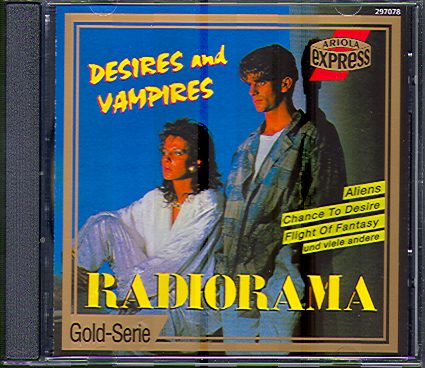 297078
ARIOLA
EXPRESS
DESIRES and
VAMPIRES
Aliens
Chance To Desire
Flight Of Fantasy
und viele andere
RADIORAMA
Gold-Serie